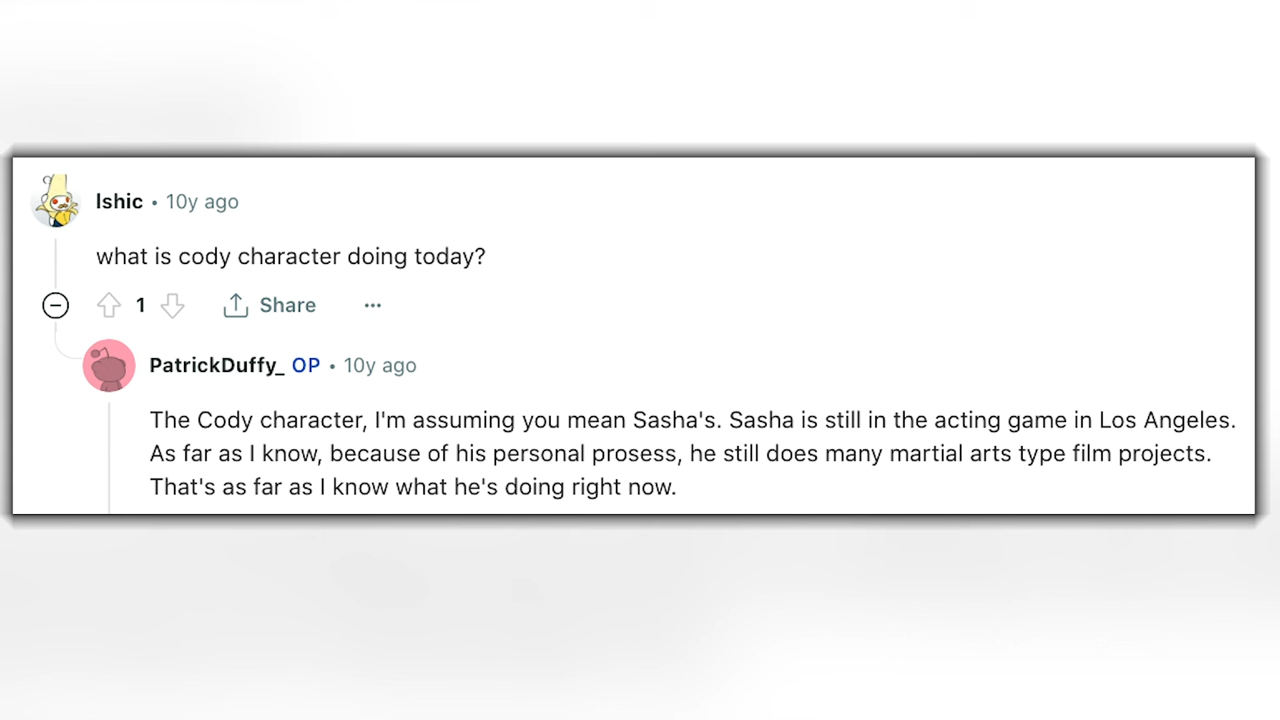 Ishic • 10y ago
what is cody character doing today?
1 Share ...
PatrickDuffy_ OP • 10y ago
The Cody character, I'm assuming you mean Sasha's. Sasha is still in the acting game in Los Angeles.
As far as I know, because of his personal prosess, he still does many martial arts type film projects.
That's as far as I know what he's doing right now.